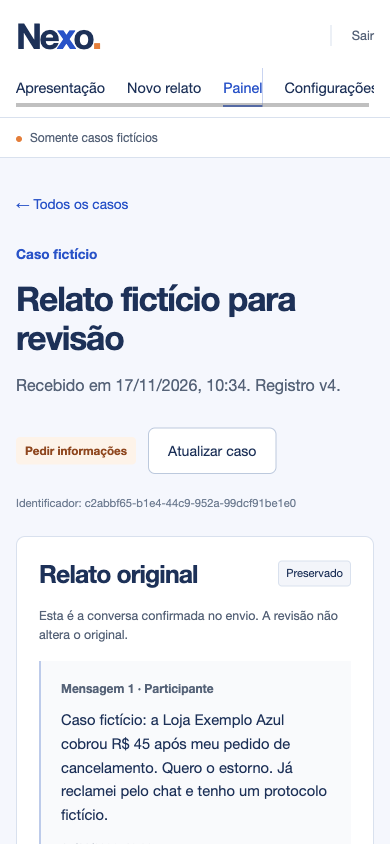 Nexo.
Sair
Apresentação Novo relato Painel Configurações
Somente casos fictícios
← Todos os casos
Caso fictício
Relato fictício para
revisão
Recebido em 17/11/2026, 10:34. Registro v4.
Pedir informações Atualizar caso
Identificador: c2abbf65-b1e4-44c9-952a-99dcf91be1e0
Relato original Preservado
Esta é a conversa confirmada no envio. A revisão não
altera o original.
Mensagem 1 · Participante
Caso fictício: a Loja Exemplo Azul
cobrou R$ 45 após meu pedido de
cancelamento. Quero o estorno. Já
reclamei pelo chat e tenho um protocolo
fictício.